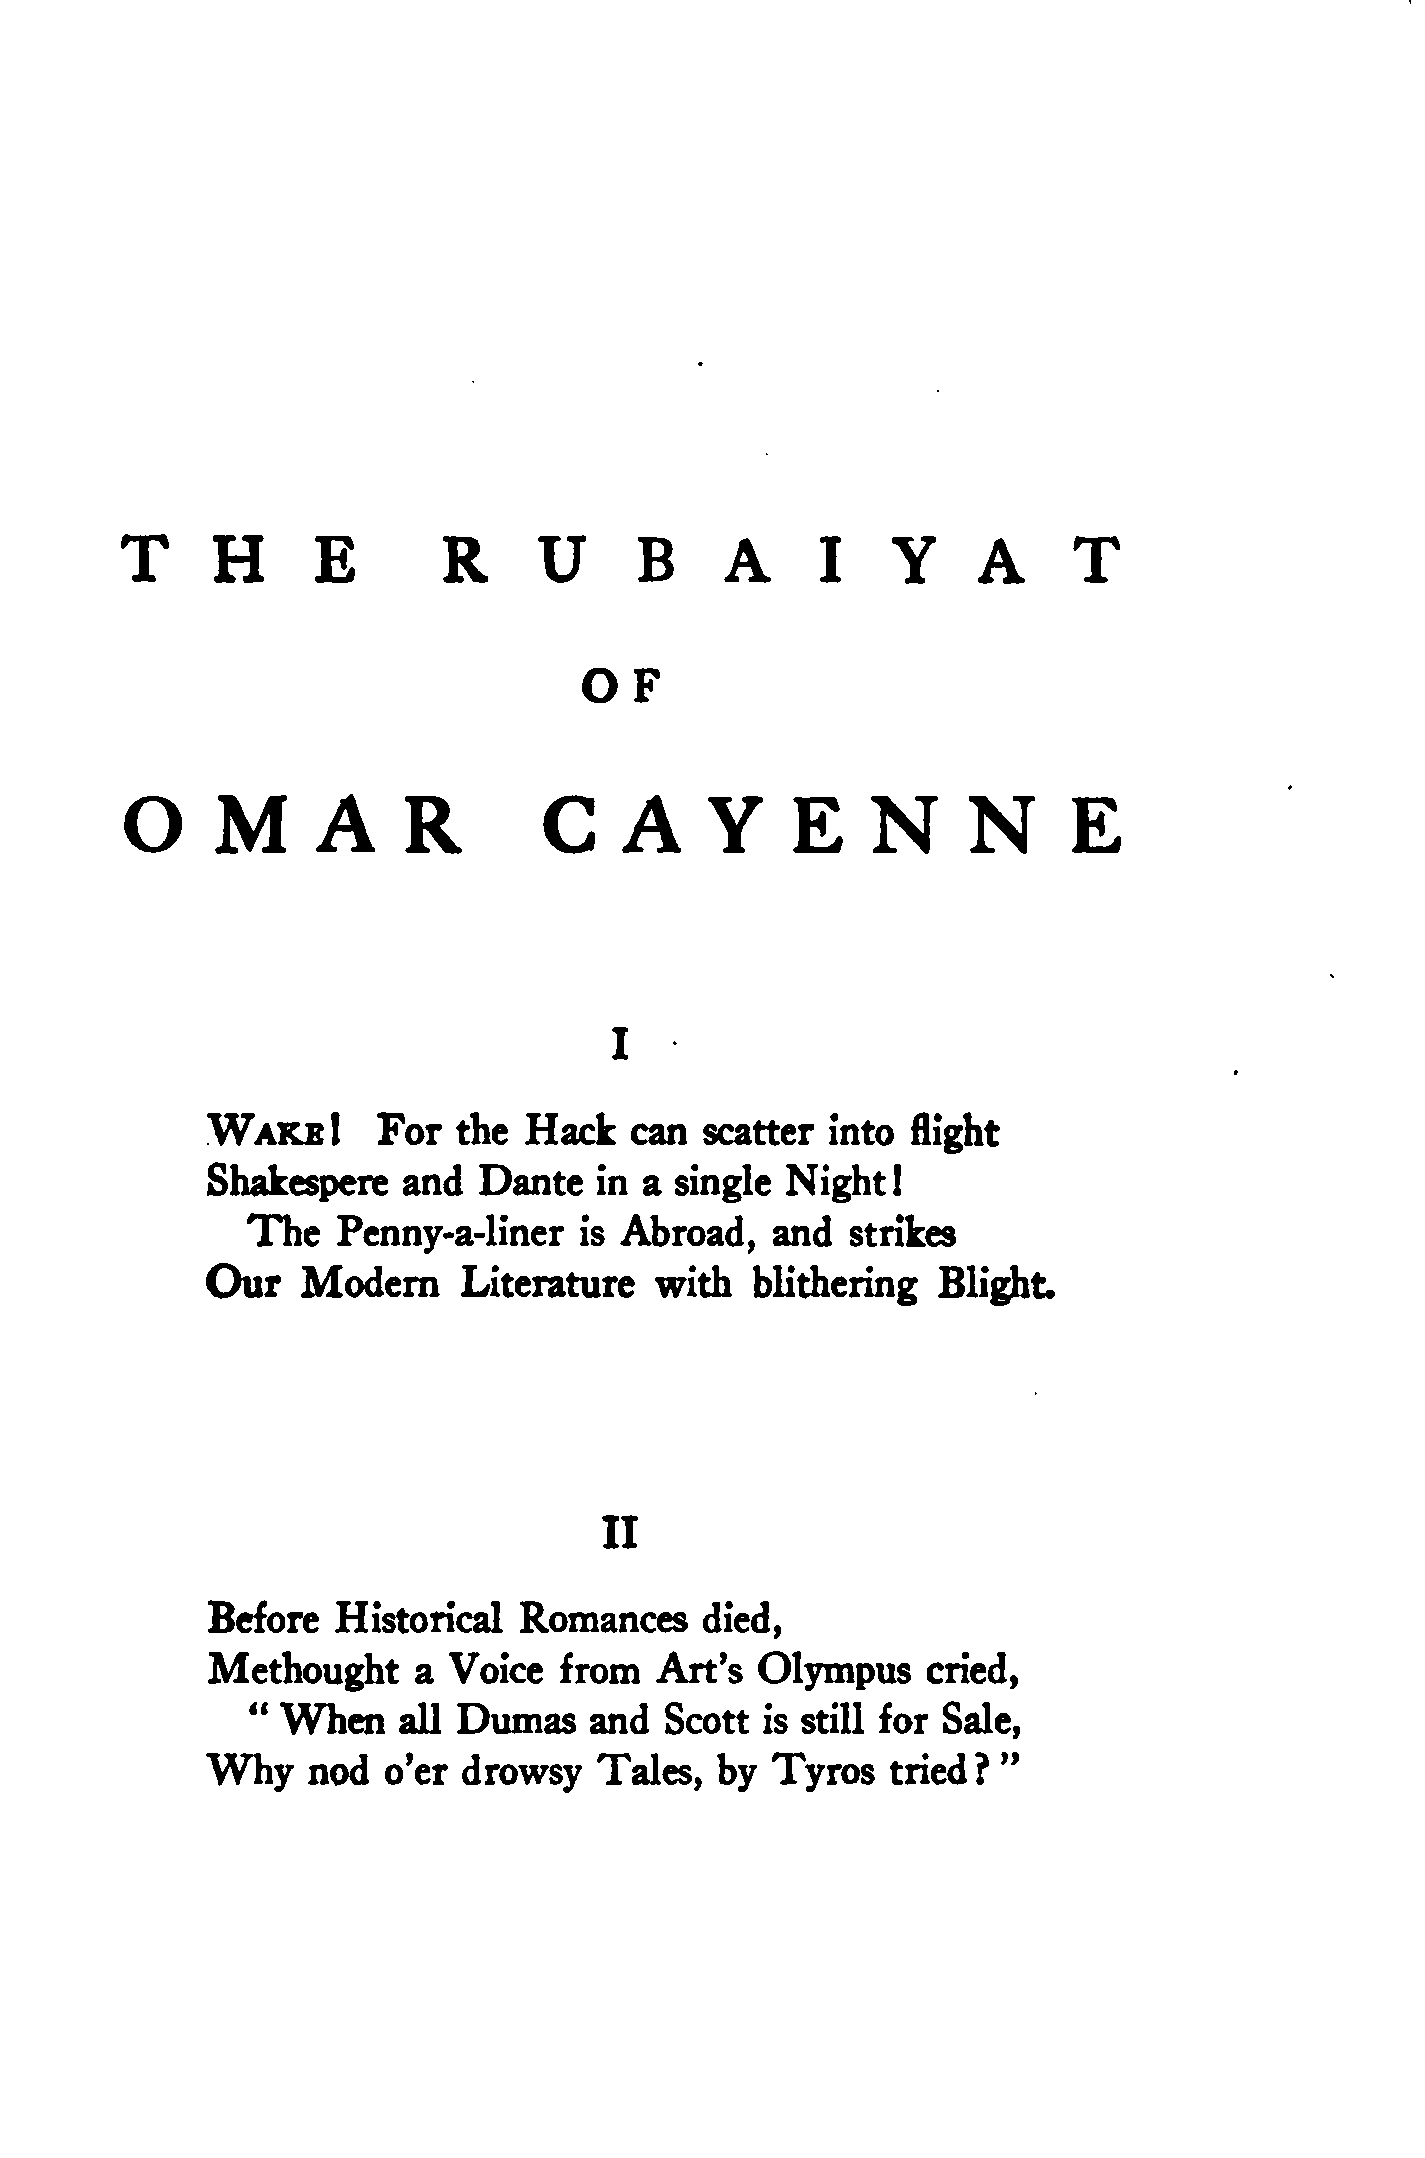 THE RUBAIYAT
OF
OMAR CAYENNE
I
WAKE! For the Hack can scatter into flight
Shakespere and Dante in a single Night!
The Penny-a-liner is Abroad, and strikes
Our Modern Literature with blithering Blight.
II
Before Historical Romances died,
Methought a Voice from Art's Olympus cried,
"When all Dumas and Scott is still for Sale,
Why nod o'er drowsy Tales, by Tyros tried?"